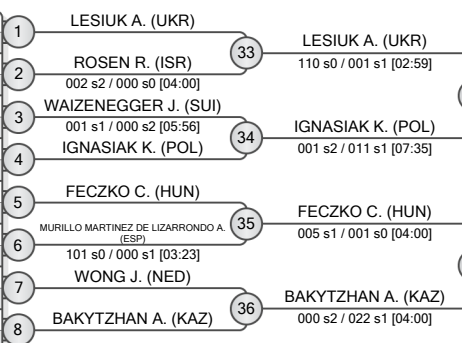 1
LESIUK A. (UKR)
2
ROSEN R. (ISR)
002 s2 / 000 s0 [04:00]
33
LESIUK A. (UKR)
110 s0 / 001 s1 [02:59]
3
WAIZENEGGER J. (SUI)
001 s1 / 000 s2 [05:56]
4
IGNASIAK K. (POL)
34
IGNASIAK K. (POL)
001 s2 / 011 s1 [07:35]
5
FECZKO C. (HUN)
6
MURILLO MARTINEZ DE LIZARRONDO A.
(ESP)
101 s0 / 000 s1 [03:23]
35
FECZKO C. (HUN)
005 s1 / 001 s0 [04:00]
7
WONG J. (NED)
8
BAKYTZHAN A. (KAZ)
36
BAKYTZHAN A. (KAZ)
000 s2 / 022 s1 [04:00]